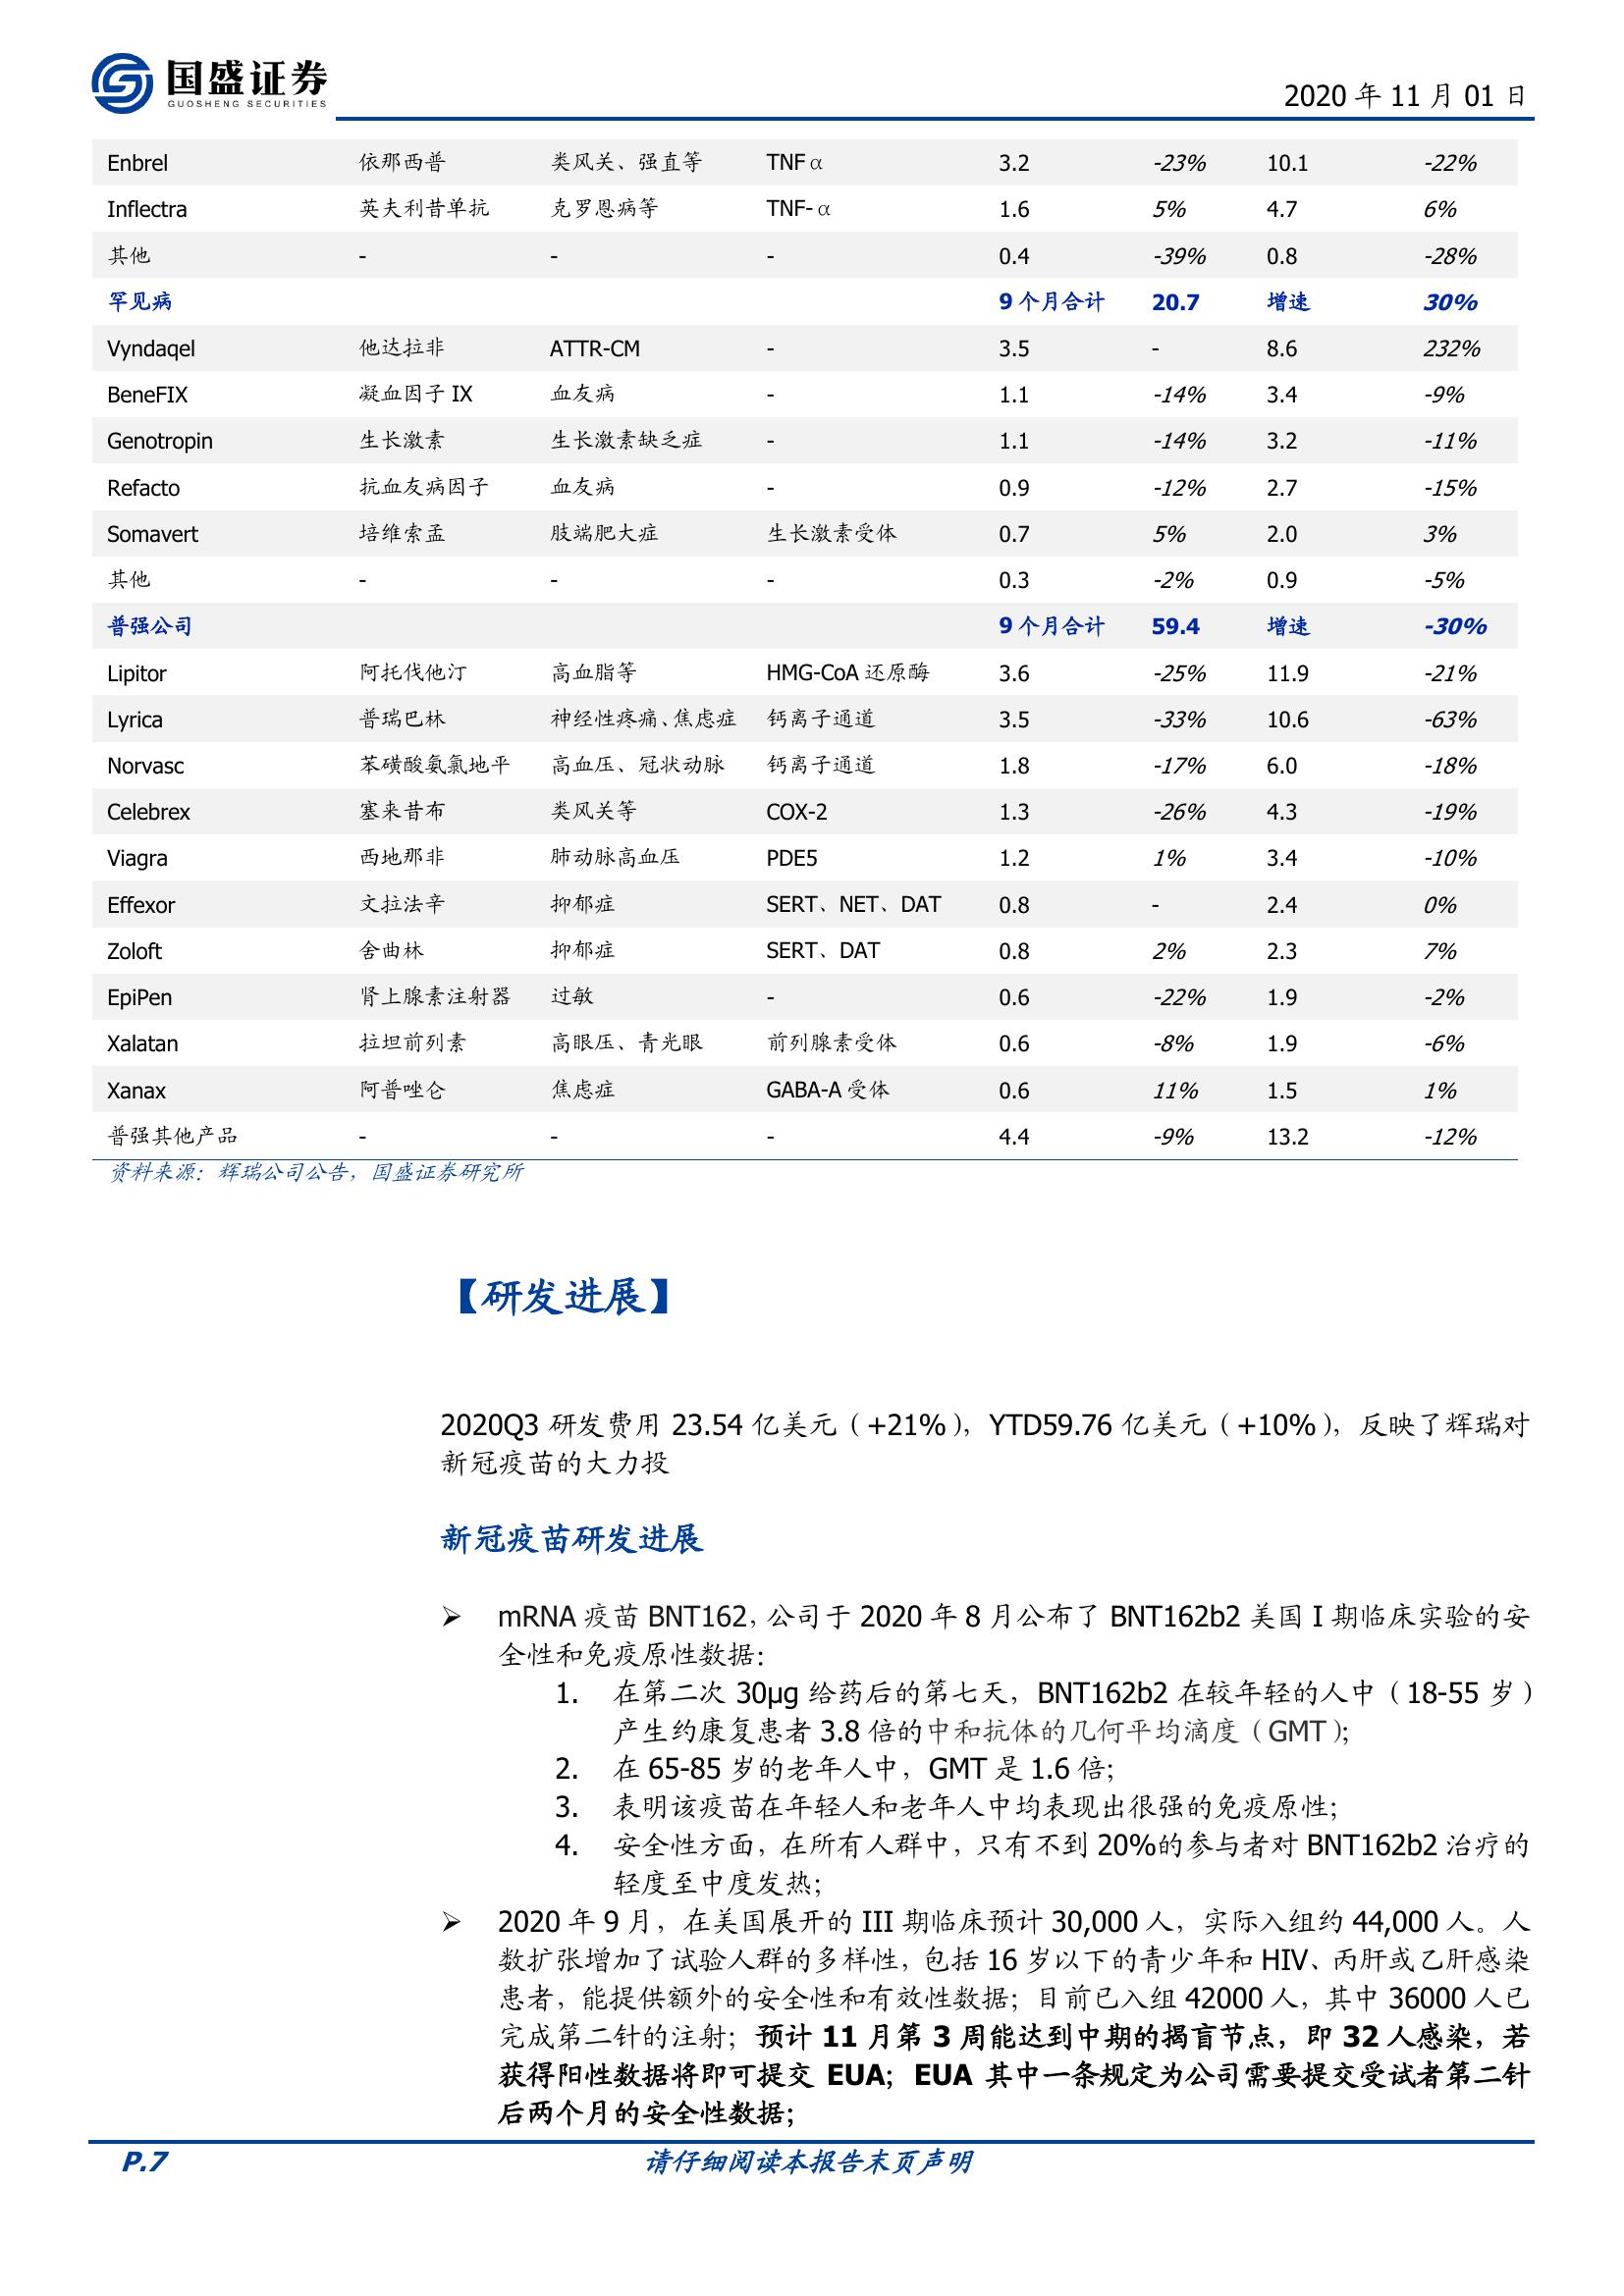 国盛证券
GUOSHENG SECURITIES
2020 年 11 月 01 日
Enbrel 依那西普 类风关、强直等 TNFα 3.2 -23% 10.1 -22%
Inflectra 英夫利昔单抗 克罗恩病等 TNF-α 1.6 5% 4.7 6%
其他 - - - 0.4 -39% 0.8 -28%
罕见病 9 个月合计 20.7 增速 30%
Vyndaqel 他达拉非 ATTR-CM - 3.5 - 8.6 232%
BeneFIX 凝血因子 IX 血友病 - 1.1 -14% 3.4 -9%
Genotropin 生长激素 生长激素缺乏症 - 1.1 -14% 3.2 -11%
Refacto 抗血友病因子 血友病 - 0.9 -12% 2.7 -15%
Somavert 培维索孟 肢端肥大症 生长激素受体 0.7 5% 2.0 3%
其他 - - - 0.3 -2% 0.9 -5%
普强公司 9 个月合计 59.4 增速 -30%
Lipitor 阿托伐他汀 高血脂等 HMG-CoA 还原酶 3.6 -25% 11.9 -21%
Lyrica 普瑞巴林 神经性疼痛、焦虑症 钙离子通道 3.5 -33% 10.6 -63%
Norvasc 苯磺酸氨氯地平 高血压、冠状动脉 钙离子通道 1.8 -17% 6.0 -18%
Celebrex 塞来昔布 类风关等 COX-2 1.3 -26% 4.3 -19%
Viagra 西地那非 肺动脉高血压 PDE5 1.2 1% 3.4 -10%
Effexor 文拉法辛 抑郁症 SERT、NET、DAT 0.8 - 2.4 0%
Zoloft 舍曲林 抑郁症 SERT、DAT 0.8 2% 2.3 7%
EpiPen 肾上腺素注射器 过敏 - 0.6 -22% 1.9 -2%
Xalatan 拉坦前列素 高眼压、青光眼 前列腺素受体 0.6 -8% 1.9 -6%
Xanax 阿普唑仑 焦虑症 GABA-A 受体 0.6 11% 1.5 1%
普强其他产品 - - - 4.4 -9% 13.2 -12%
资料来源：辉瑞公司公告，国盛证券研究所
【研发进展】
2020Q3 研发费用 23.54 亿美元（+21%），YTD59.76 亿美元（+10%），反映了辉瑞对
新冠疫苗的大力投
新冠疫苗研发进展
➢ mRNA 疫苗 BNT162，公司于 2020 年 8 月公布了 BNT162b2 美国 I 期临床实验的安
全性和免疫原性数据：
1. 在第二次 30μg 给药后的第七天，BNT162b2 在较年轻的人中（18-55 岁）
产生约康复患者 3.8 倍的中和抗体的几何平均滴度（GMT）；
2. 在 65-85 岁的老年人中，GMT 是 1.6 倍；
3. 表明该疫苗在年轻人和老年人中均表现出很强的免疫原性；
4. 安全性方面，在所有人群中，只有不到 20%的参与者对 BNT162b2 治疗的
轻度至中度发热；
➢ 2020 年 9 月，在美国展开的 III 期临床预计 30,000 人，实际入组约 44,000 人。人
数扩张增加了试验人群的多样性，包括 16 岁以下的青少年和 HIV、丙肝或乙肝感染
患者，能提供额外的安全性和有效性数据；目前已入组 42000 人，其中 36000 人已
完成第二针的注射；预计 11 月第 3 周能达到中期的揭盲节点，即 32 人感染，若
获得阳性数据将即可提交 EUA；EUA 其中一条规定为公司需要提交受试者第二针
后两个月的安全性数据；
P.7 请仔细阅读本报告末页声明